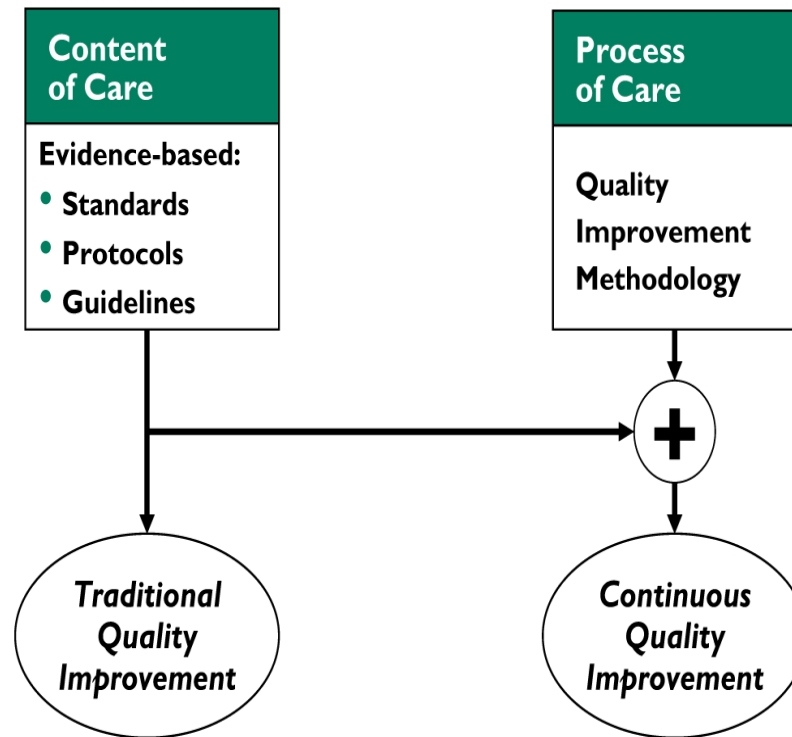 Content
of Care
Evidence-based:
• Standards
• Protocols
• Guidelines
Process
of Care
Quality
Improvement
Methodology
+
Traditional
Quality
Improvement
Continuous
Quality
Improvement